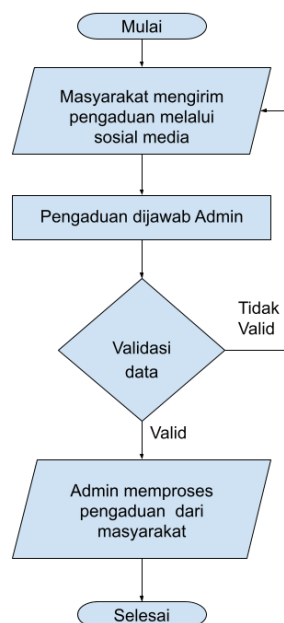 Mulai
Masyarakat mengirim
pengaduan melalui
sosial media
Pengaduan dijawab Admin
Validasi
data
Tidak
Valid
Valid
Admin memproses
pengaduan dari
masyarakat
Selesai